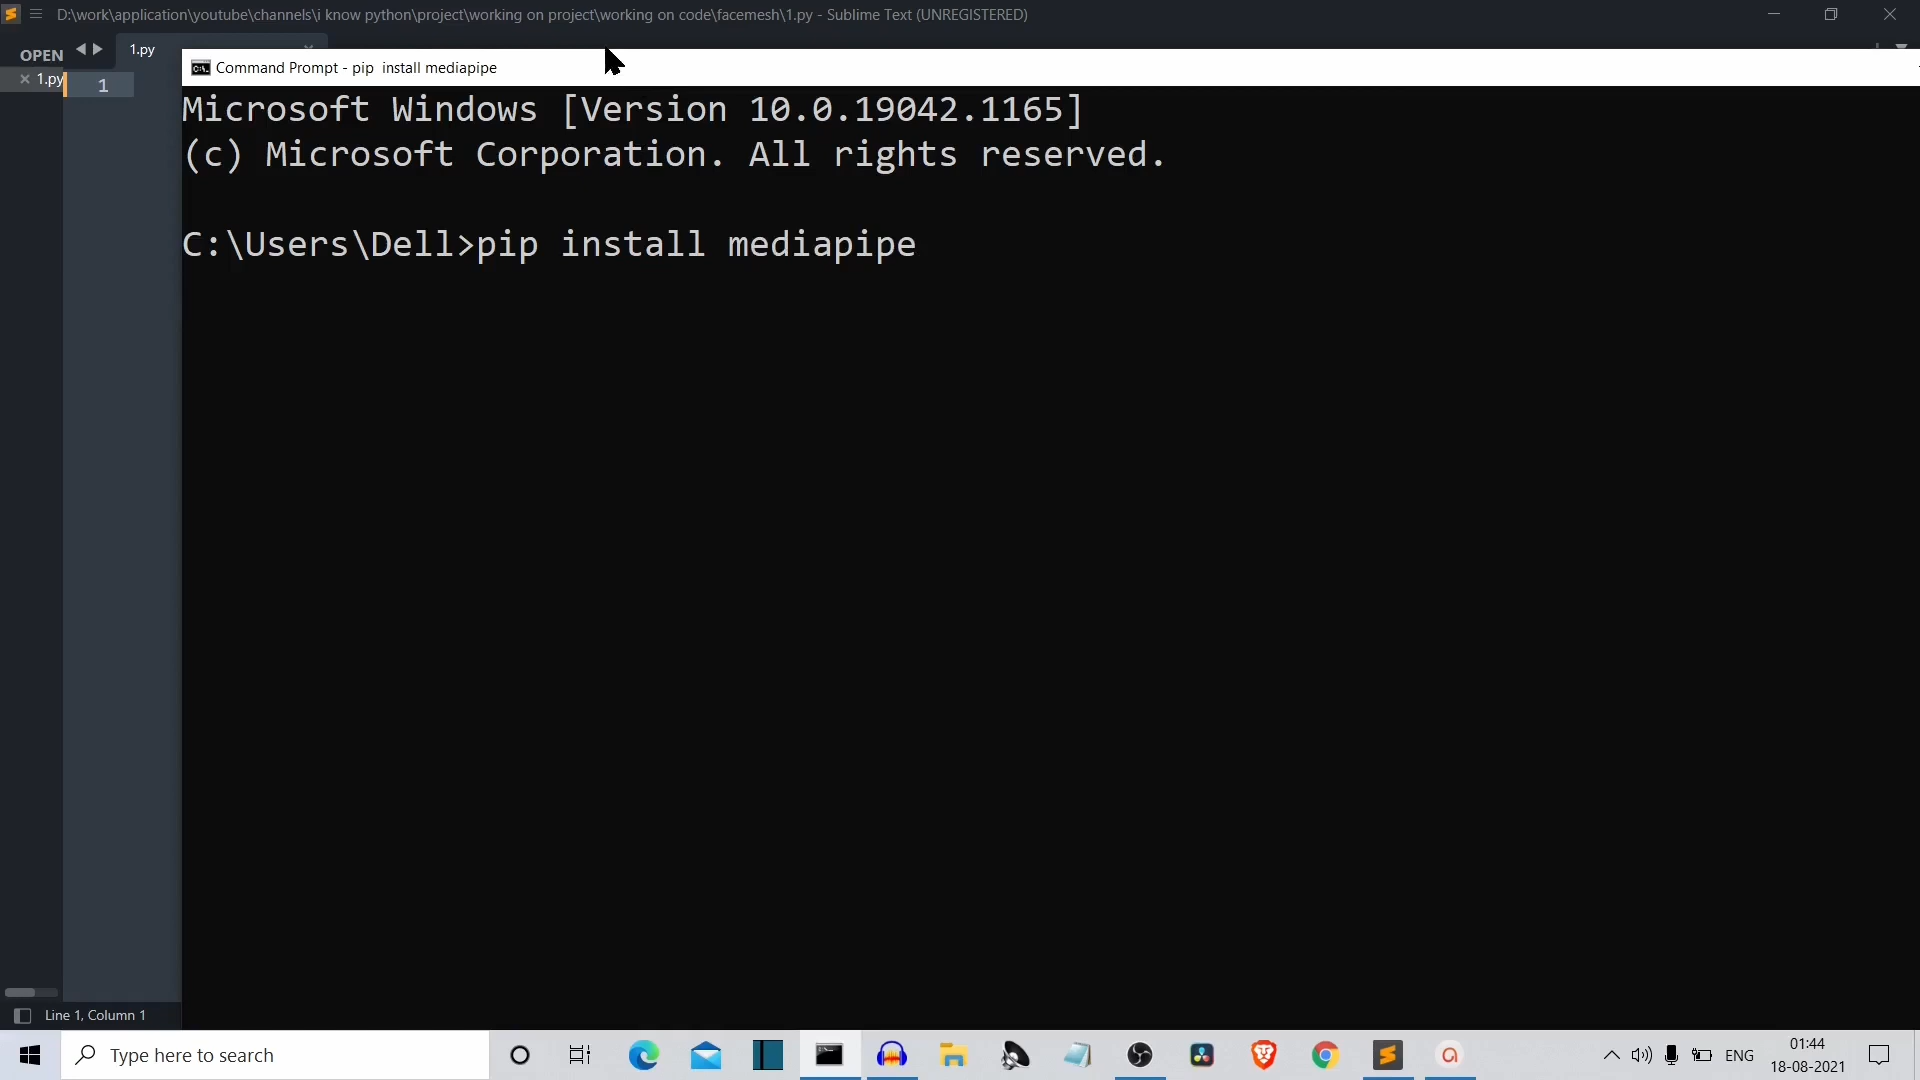 D:\work\application\youtube\channels\i know python\project\working on project\working on code\facemesh\1.py - Sublime Text (UNREGISTERED)
OPEN
1.py
1.py
1
Command Prompt - pip  install mediapipe
Microsoft Windows [Version 10.0.19042.1165]
(c) Microsoft Corporation. All rights reserved.
C:\Users\Dell>pip install mediapipe
Line 1, Column 1
Type here to search
ENG
01:44
18-08-2021